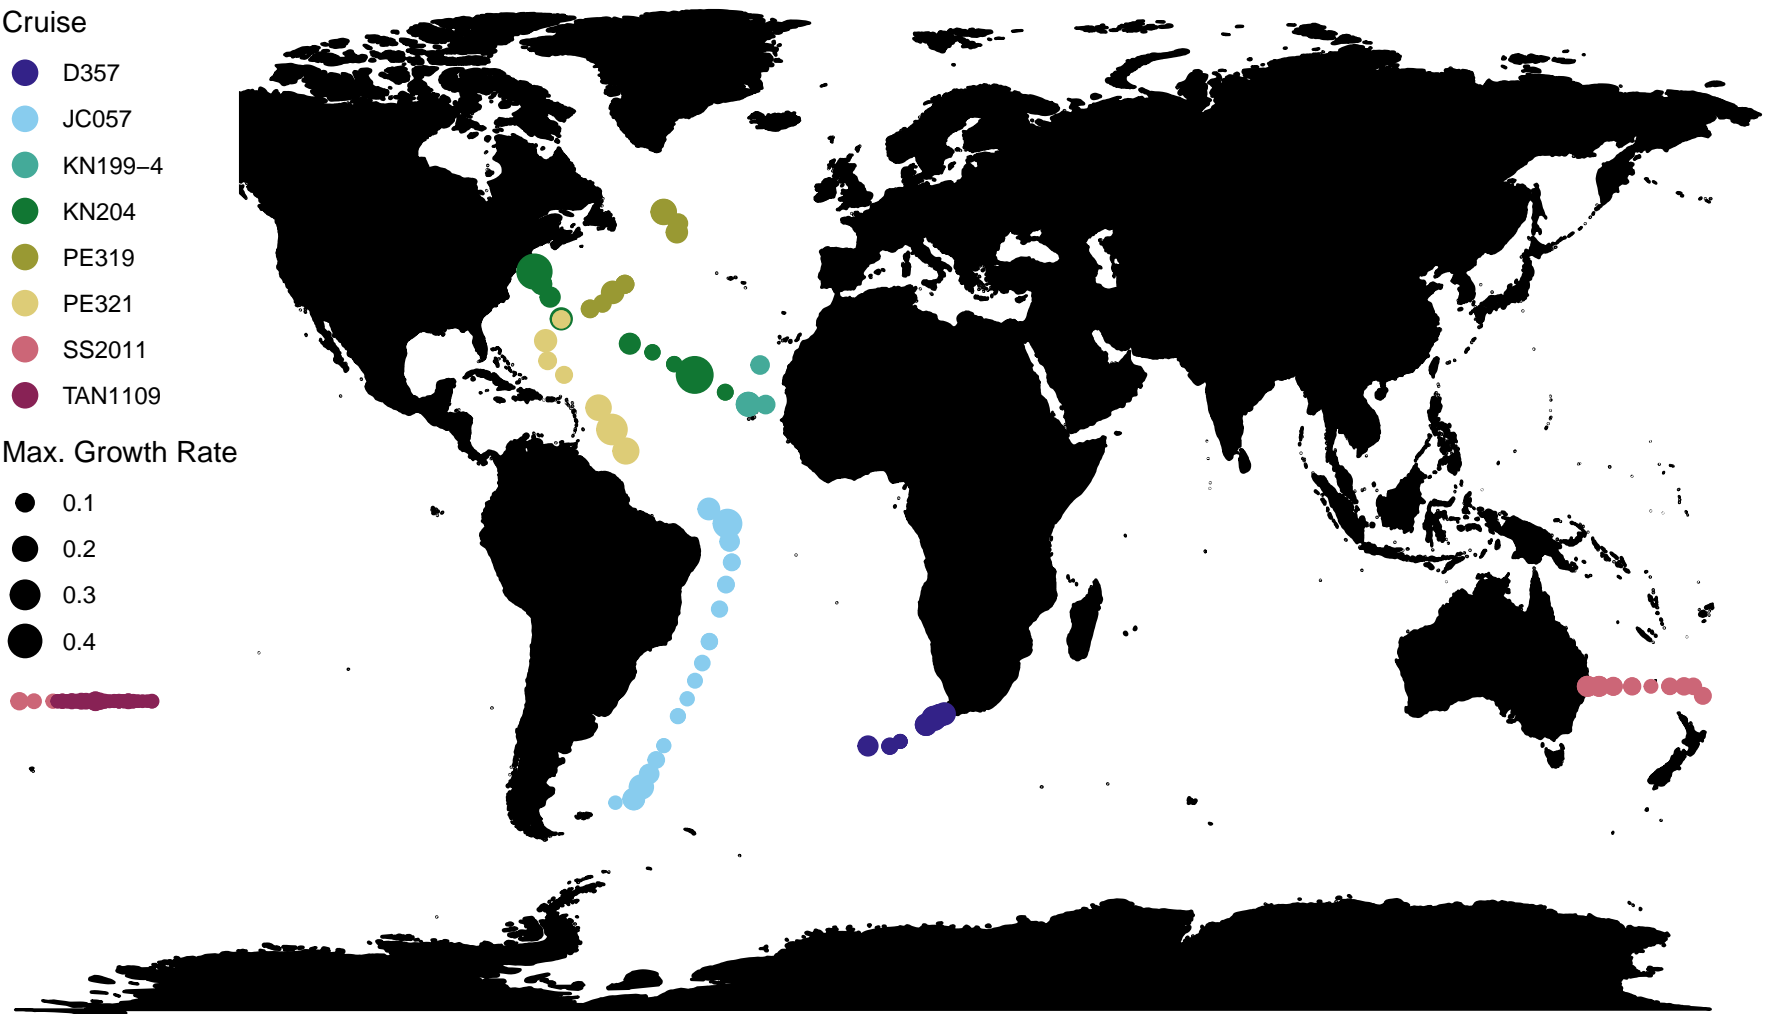 Cruise
D357
JC057
KN199−4
KN204
PE319
PE321
SS2011
TAN1109
Max. Growth Rate
0.1
0.2
0.3
0.4